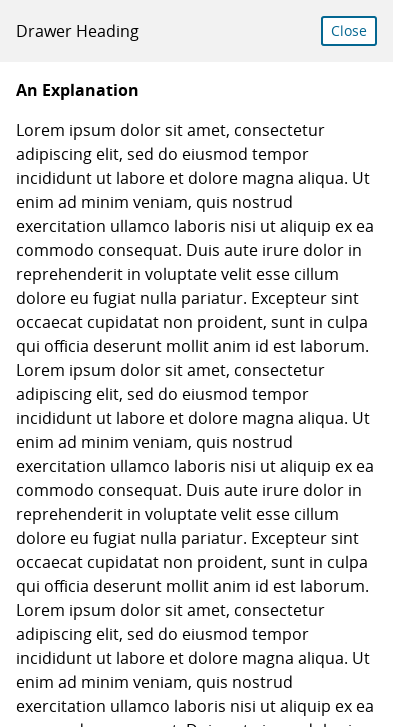 Drawer Heading
Close
An Explanation
Lorem ipsum dolor sit amet, consectetur
adipiscing elit, sed do eiusmod tempor
incididunt ut labore et dolore magna aliqua. Ut
enim ad minim veniam, quis nostrud
exercitation ullamco laboris nisi ut aliquip ex ea
commodo consequat. Duis aute irure dolor in
reprehenderit in voluptate velit esse cillum
dolore eu fugiat nulla pariatur. Excepteur sint
occaecat cupidatat non proident, sunt in culpa
qui officia deserunt mollit anim id est laborum.
Lorem ipsum dolor sit amet, consectetur
adipiscing elit, sed do eiusmod tempor
incididunt ut labore et dolore magna aliqua. Ut
enim ad minim veniam, quis nostrud
exercitation ullamco laboris nisi ut aliquip ex ea
commodo consequat. Duis aute irure dolor in
reprehenderit in voluptate velit esse cillum
dolore eu fugiat nulla pariatur. Excepteur sint
occaecat cupidatat non proident, sunt in culpa
qui officia deserunt mollit anim id est laborum.
Lorem ipsum dolor sit amet, consectetur
adipiscing elit, sed do eiusmod tempor
incididunt ut labore et dolore magna aliqua. Ut
enim ad minim veniam, quis nostrud
exercitation ullamco laboris nisi ut aliquip ex ea